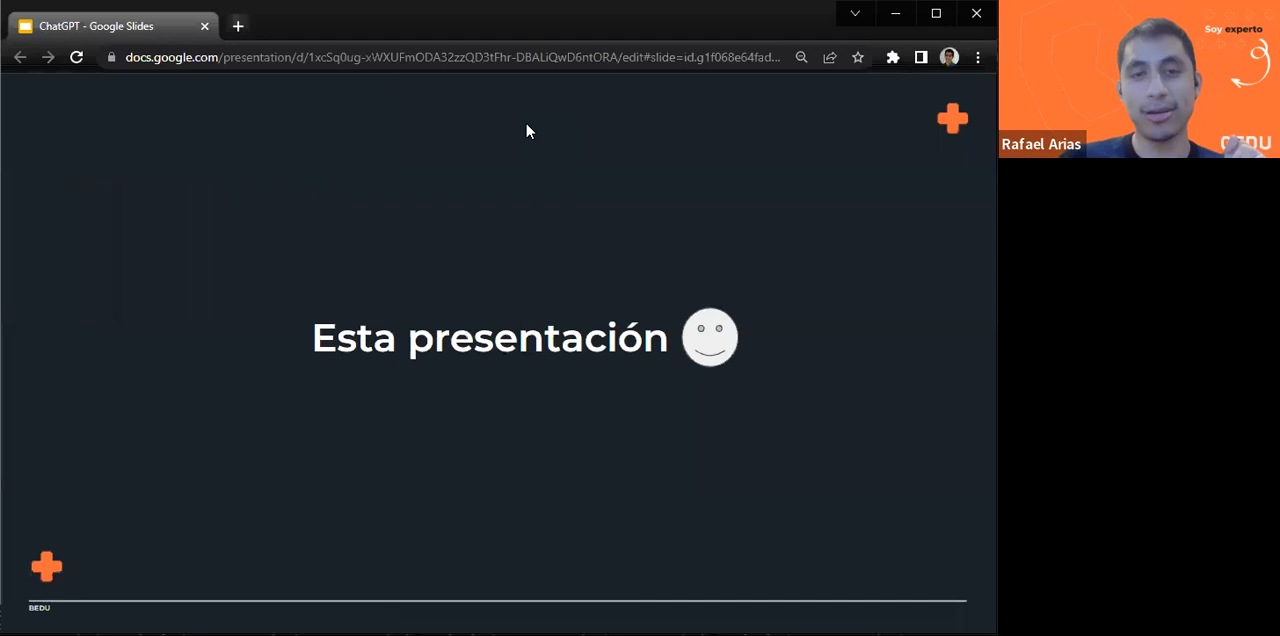 ChatGPT - Google Slides
docs.google.com/presentation/d/1xcSq0ug-xWXUFmODA32zzQD3tFhr-DBALiQwD6ntORA/edit#slide=id.g1f068e64fad...
Soy experto
Rafael Arias
Esta presentación
BEDU